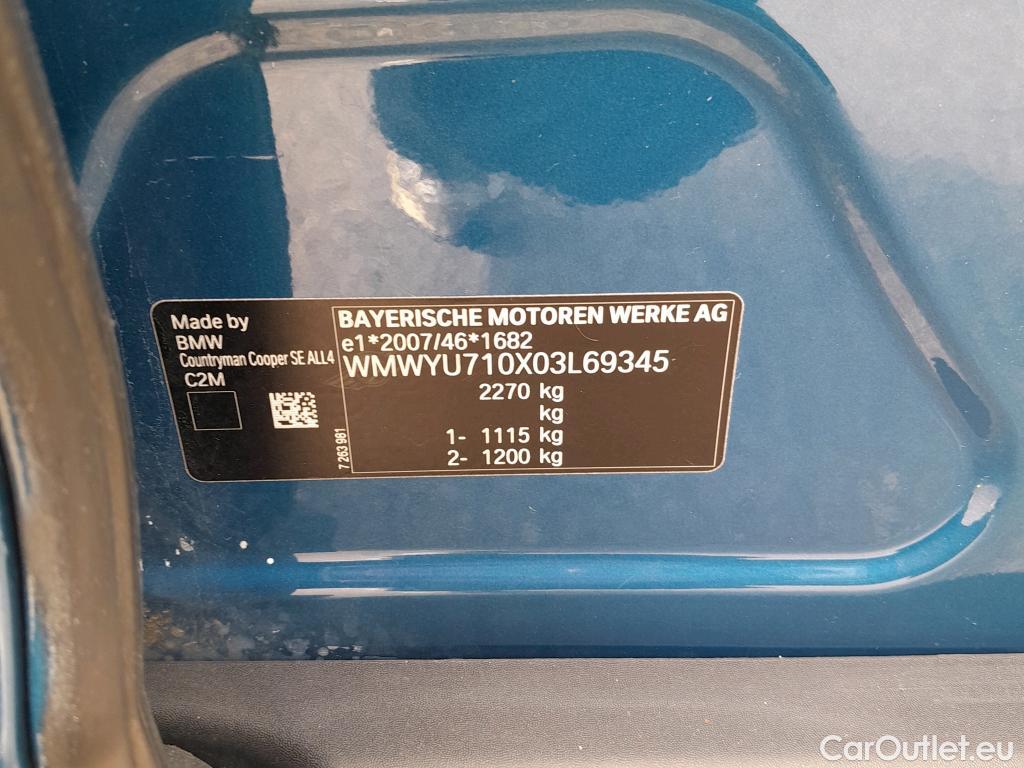 Made by
BMW
Countryman Cooper SE ALL4
C2M
7 263 981
BAYERISCHE MOTOREN WERKE AG
e1*2007/46*1682
WMWYU710X03L69345
2270 kg
kg
1- 1115 kg
2- 1200 kg
CarOutlet.eu